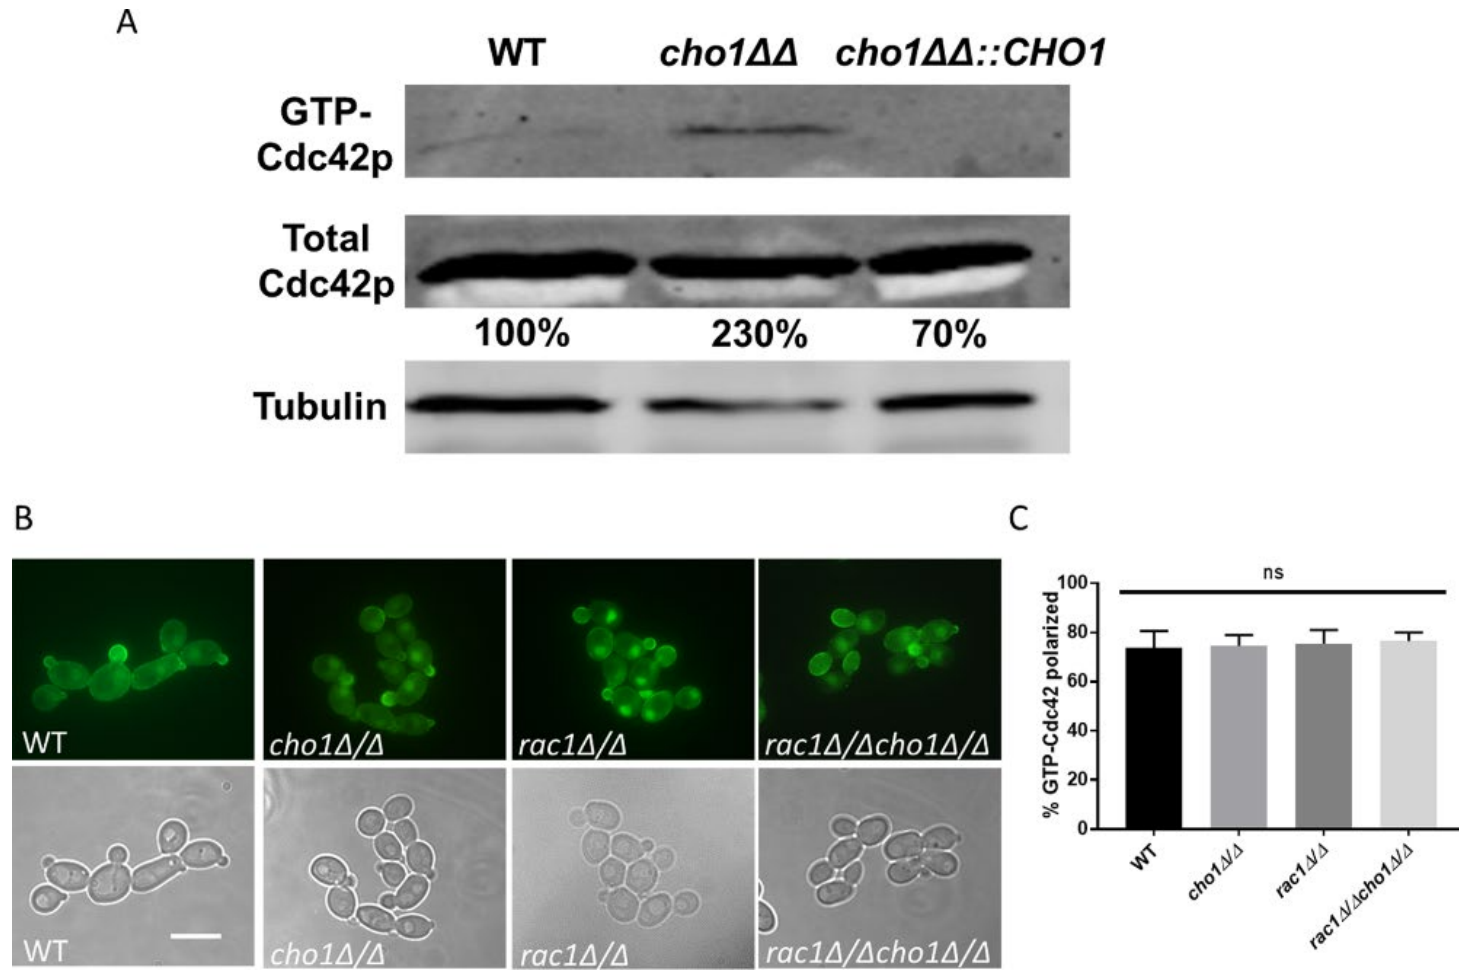 A
WT cho1ΔΔ cho1ΔΔ::CHO1
GTP-
Cdc42p
Total
Cdc42p
100% 230% 70%
Tubulin
B
WT cho1Δ/Δ rac1Δ/Δ rac1Δ/Δcho1Δ/Δ
WT cho1Δ/Δ rac1Δ/Δ rac1Δ/Δcho1Δ/Δ
C
ns
% GTP-Cdc42 polarized
100
80
60
40
20
0
WT
cho1Δ/Δ
rac1Δ/Δ
rac1Δ/Δcho1Δ/Δ